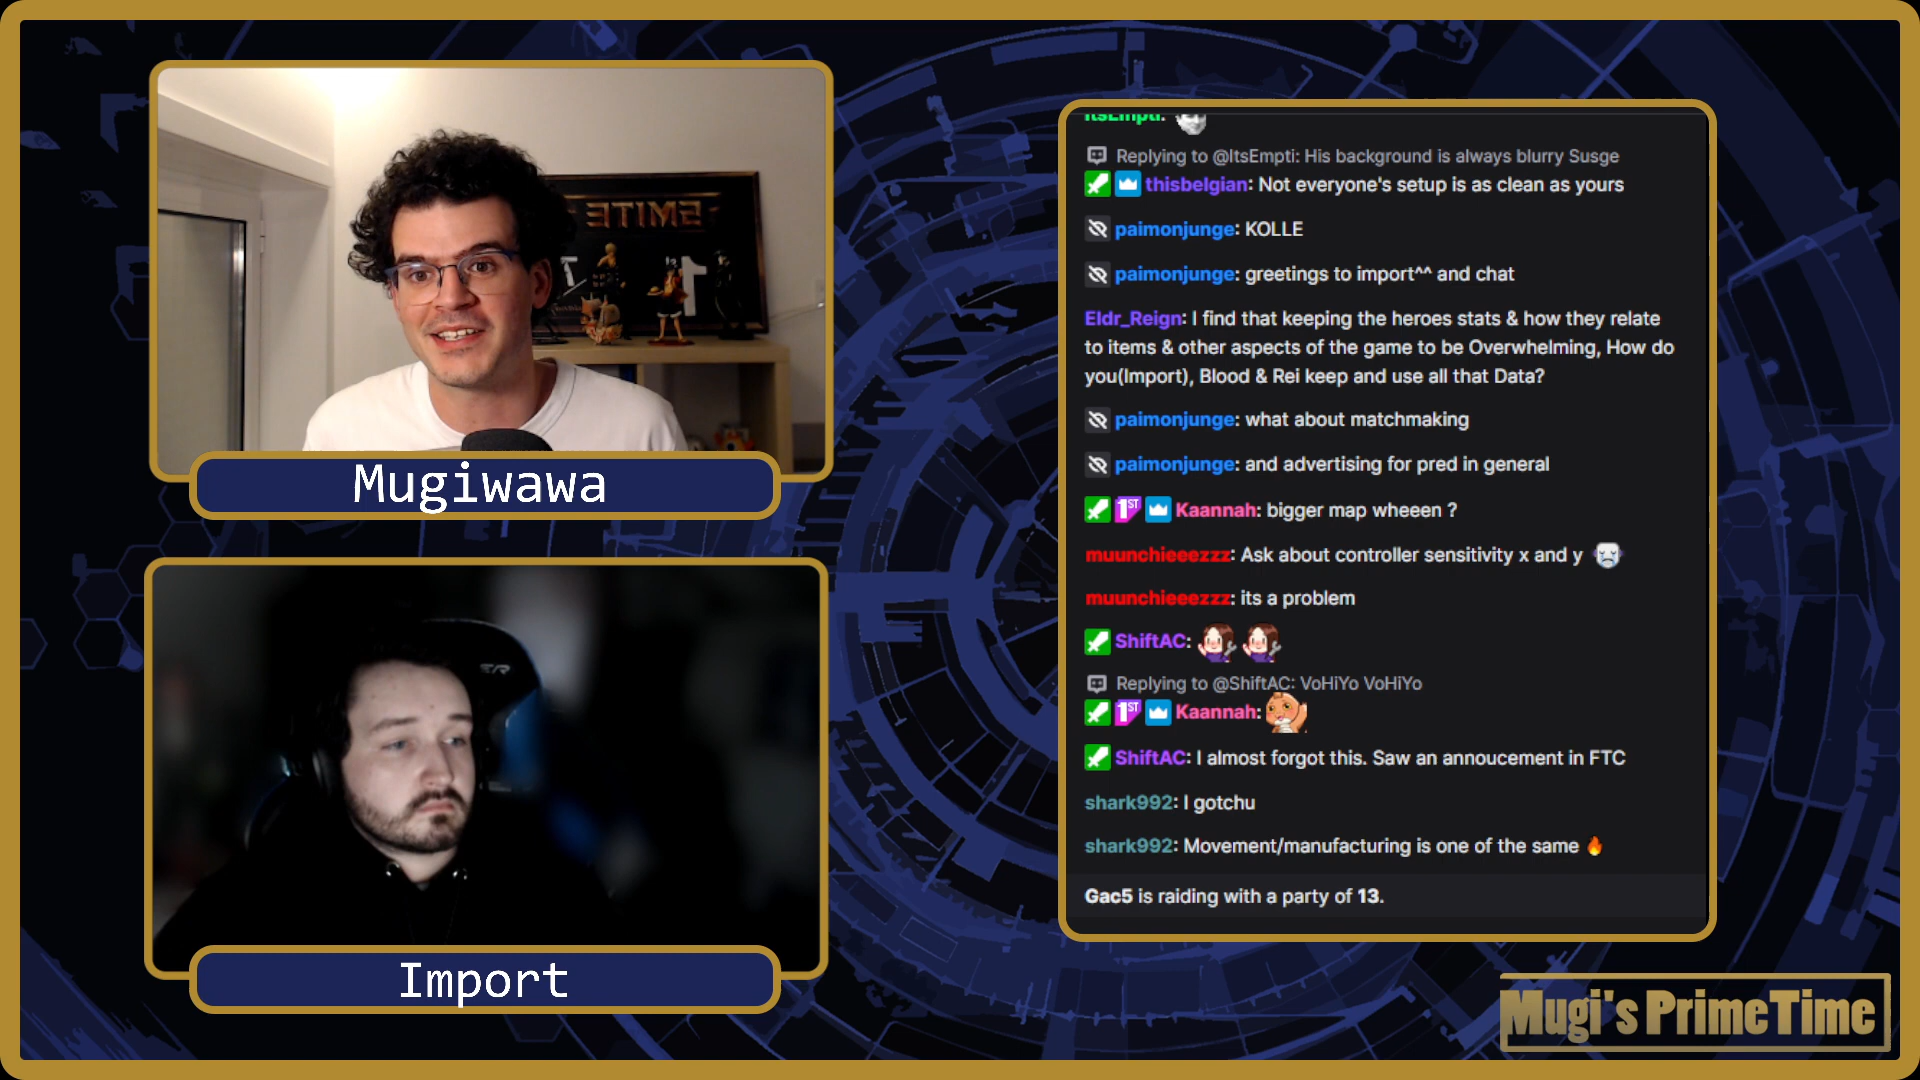 SMITE
1
Mugiwawa
Import
ItsEmpti:
Replying to @ItsEmpti: His background is always blurry Susge
thisbelgian: Not everyone's setup is as clean as yours
paimonjunge: KOLLE
paimonjunge: greetings to import^^ and chat
Eldr_Reign: I find that keeping the heroes stats & how they relate
to items & other aspects of the game to be Overwhelming, How do
you(Import), Blood & Rei keep and use all that Data?
paimonjunge: what about matchmaking
paimonjunge: and advertising for pred in general
1ST Kaannah: bigger map wheeen ?
muunchieeezzz: Ask about controller sensitivity x and y
muunchieeezzz: its a problem
ShiftAC:
Replying to @ShiftAC: VoHiYo VoHiYo
1ST Kaannah:
ShiftAC: I almost forgot this. Saw an annoucement in FTC
shark992: I gotchu
shark992: Movement/manufacturing is one of the same 🔥
Gac5 is raiding with a party of 13.
Mugi's PrimeTime